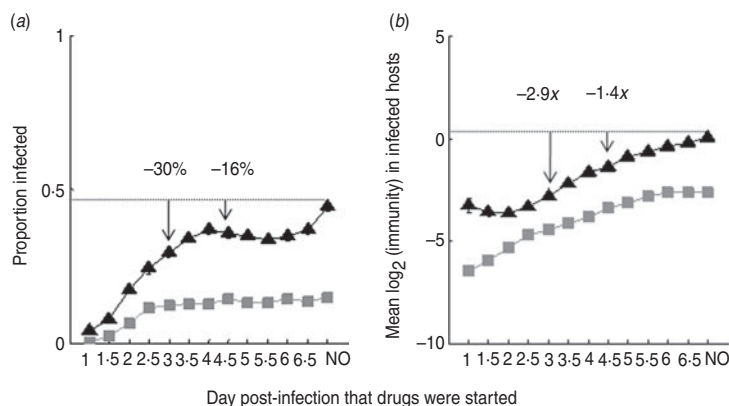 (a)
1
0·5
0
Proportion infected
–30%
–16%
1 1·5 2 2·5 3 3·5 4 4·5 5 5·5 6 6·5 NO
(b)
5
0
–5
–10
Mean log2 (immunity) in infected hosts
–2·9x
–1·4x
1 1·5 2 2·5 3 3·5 4 4·5 5 5·5 6 6·5 NO
Day post-infection that drugs were started